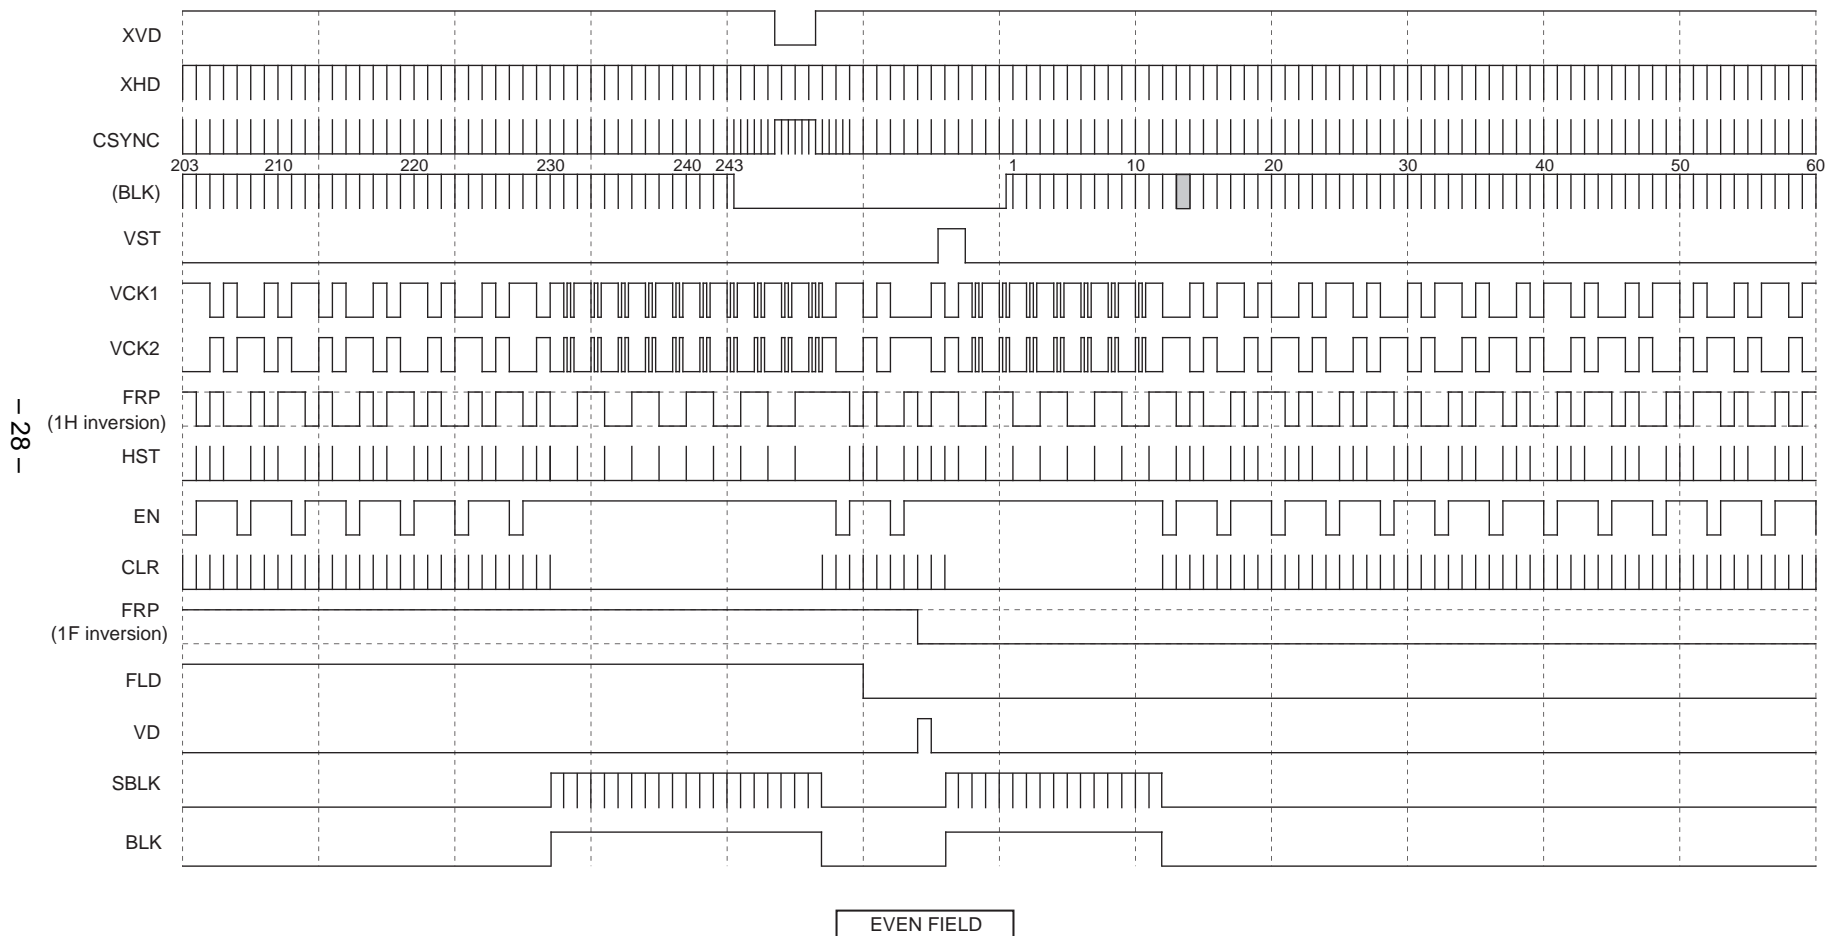 XVD
XHD
CSYNC
203 210 220 230 240 243 1 10 20 30 40 50 60
(BLK)
VST
VCK1
VCK2
FRP
(1H inversion)
HST
EN
CLR
FRP
(1F inversion)
FLD
VD
SBLK
BLK
– 28 –
EVEN FIELD